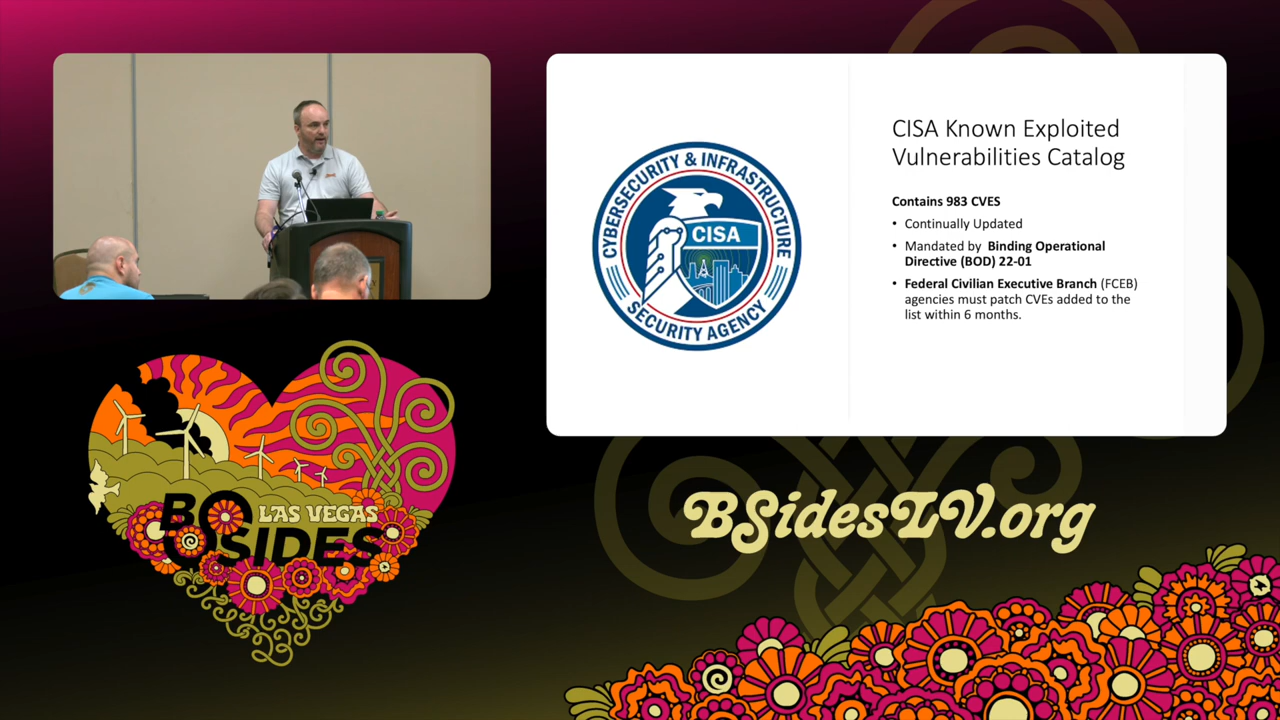 CISA Known Exploited
Vulnerabilities Catalog
Contains 983 CVES
• Continually Updated
• Mandated by Binding Operational
Directive (BOD) 22-01
• Federal Civilian Executive Branch (FCEB)
agencies must patch CVEs added to the
list within 6 months.
CYBERSECURITY & INFRASTRUCTURE
CISA
SECURITY AGENCY
LAS VEGAS
BSIDES
23
BSidesLV.org